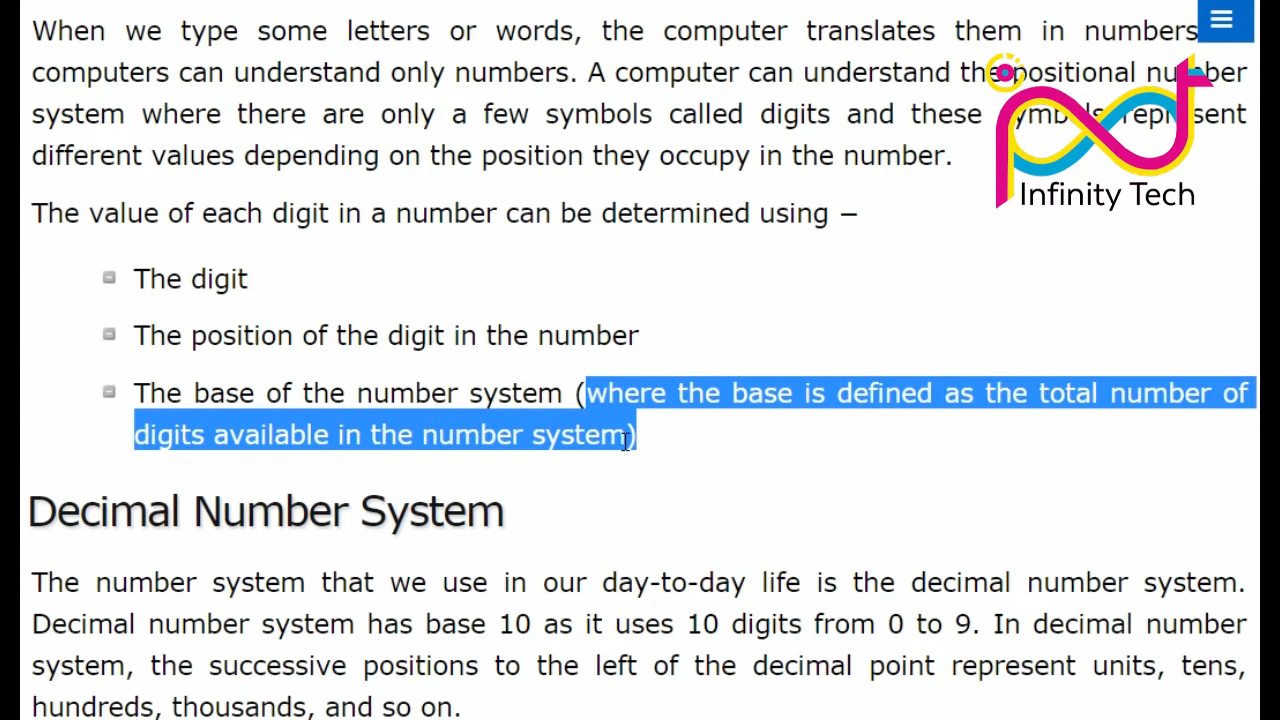 When we type some letters or words, the computer translates them in numbers
computers can understand only numbers. A computer can understand the positional number
system where there are only a few symbols called digits and these symbols represent
different values depending on the position they occupy in the number.
Infinity Tech
The value of each digit in a number can be determined using −
The digit
The position of the digit in the number
The base of the number system (where the base is defined as the total number of
digits available in the number system)
Decimal Number System
The number system that we use in our day-to-day life is the decimal number system.
Decimal number system has base 10 as it uses 10 digits from 0 to 9. In decimal number
system, the successive positions to the left of the decimal point represent units, tens,
hundreds, thousands, and so on.